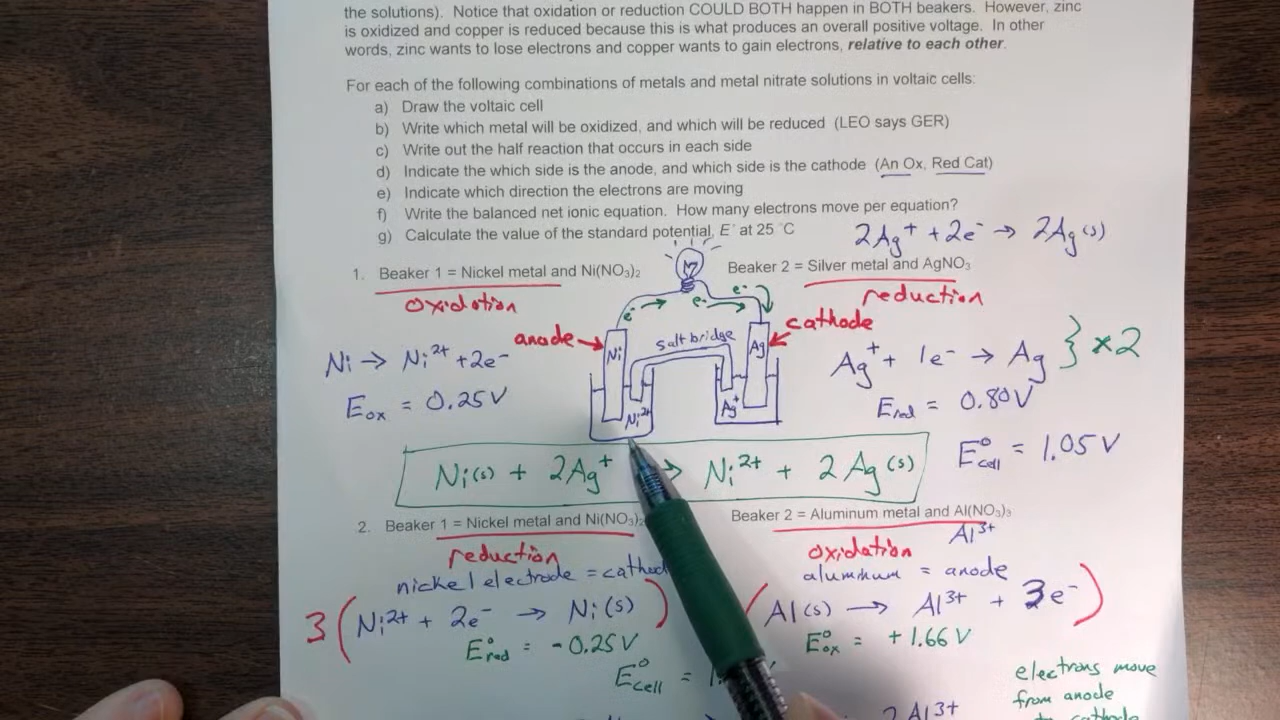 the solutions). Notice that oxidation or reduction COULD BOTH happen in BOTH beakers. However, zinc
is oxidized and copper is reduced because this is what produces an overall positive voltage. In other
words, zinc wants to lose electrons and copper wants to gain electrons, relative to each other.
For each of the following combinations of metals and metal nitrate solutions in voltaic cells:
a) Draw the voltaic cell
b) Write which metal will be oxidized, and which will be reduced (LEO says GER)
c) Write out the half reaction that occurs in each side
d) Indicate the which side is the anode, and which side is the cathode (An Ox, Red Cat)
e) Indicate which direction the electrons are moving
f) Write the balanced net ionic equation. How many electrons move per equation?
g) Calculate the value of the standard potential, E° at 25 °C
2Ag⁺ + 2e⁻ → 2Ag(s)
1. Beaker 1 = Nickel metal and Ni(NO₃)₂
Beaker 2 = Silver metal and AgNO₃
oxidation
reduction
e⁻ → e⁻ → e⁻
anode
cathode
salt bridge
Ni
Ag
Ni → Ni²⁺ + 2e⁻
Ag⁺ + 1e⁻ → Ag } ×2
E ox = 0.25 V
Ni²⁺
Ag⁺
E red = 0.80 V
E° cell = 1.05 V
Ni(s) + 2Ag⁺ → Ni²⁺ + 2Ag(s)
2. Beaker 1 = Nickel metal and Ni(NO₃)₂
Beaker 2 = Aluminum metal and Al(NO₃)₃
Al³⁺
reduction
oxidation
nickel electrode =
aluminum = anode
3(Ni²⁺ + 2e⁻ → Ni(s))
(Al(s) → Al³⁺ + 3e⁻)
E° red = -0.25 V
E° ox = +1.66 V
E° cell =
electrons move
from anode
2 Al³⁺